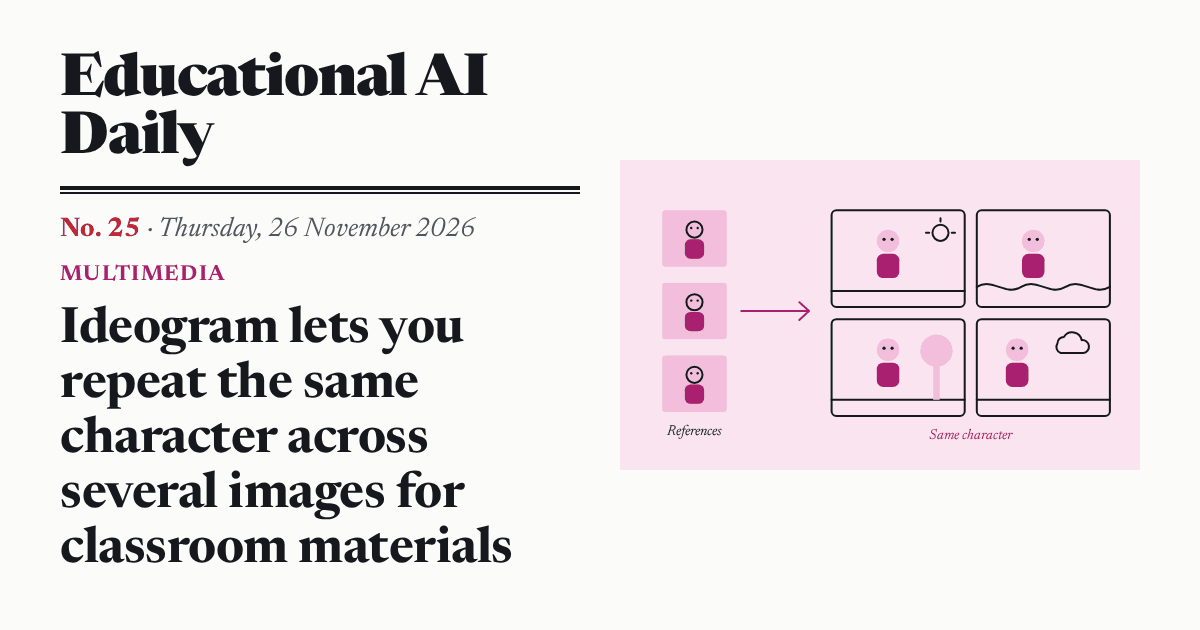 Educational AI
Daily
No. 25 · Thursday, 26 November 2026
MULTIMEDIA
Ideogram lets you
repeat the same
character across
several images for
classroom materials
References
Same character